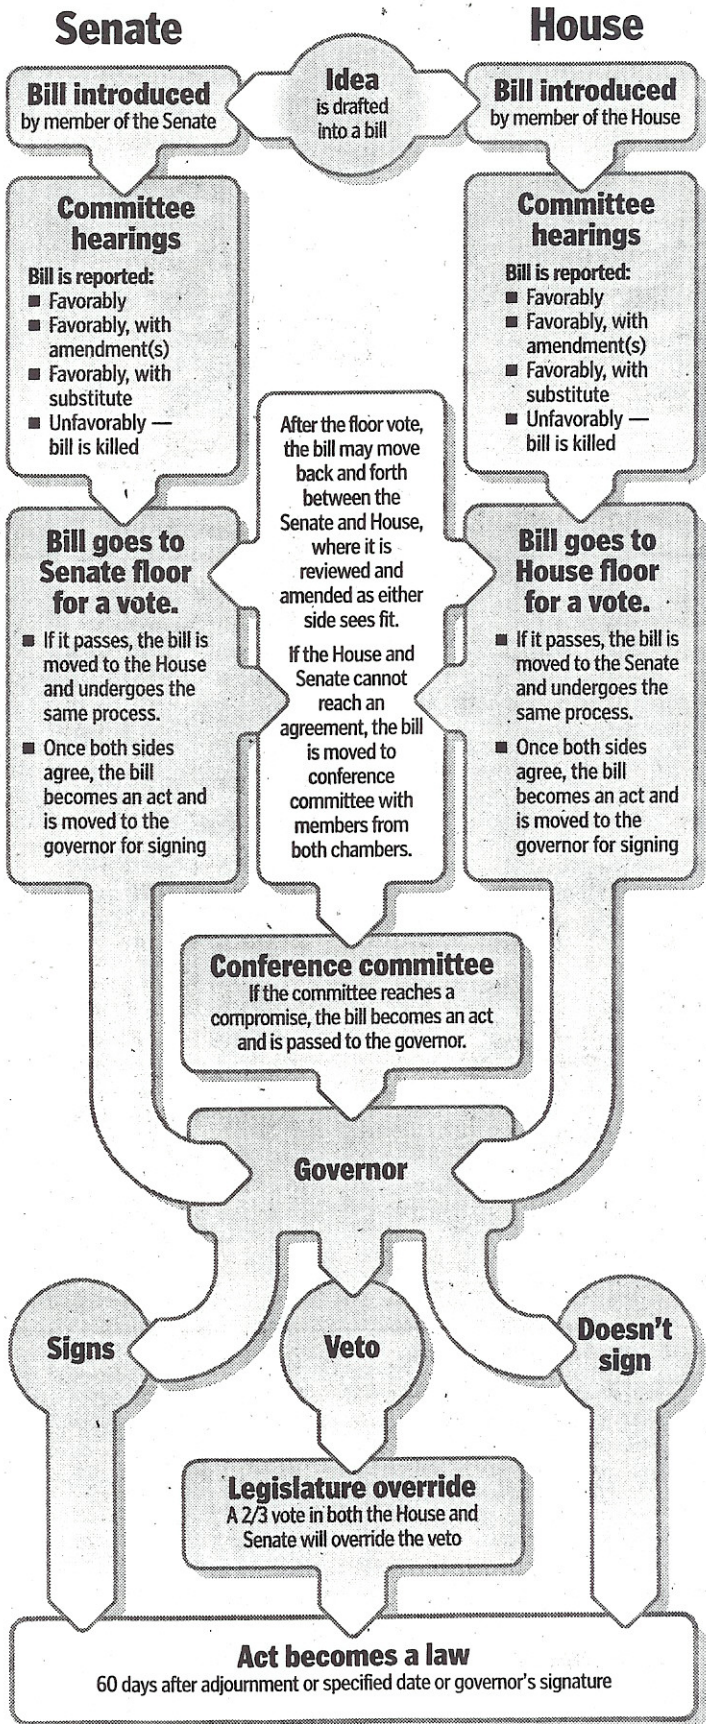 Senate
House
Idea
is drafted
into a bill
Bill introduced
by member of the Senate
Bill introduced
by member of the House
Committee
hearings
Bill is reported:
■ Favorably
■ Favorably, with
amendment(s)
■ Favorably, with
substitute
■ Unfavorably —
bill is killed
Committee
hearings
Bill is reported:
■ Favorably
■ Favorably, with
amendment(s)
■ Favorably, with
substitute
■ Unfavorably —
bill is killed
After the floor vote,
the bill may move
back and forth
between the
Senate and House,
where it is
reviewed and
amended as either
side sees fit.
If the House and
Senate cannot
reach an
agreement, the bill
is moved to
conference
committee with
members from
both chambers.
Bill goes to
Senate floor
for a vote.
■ If it passes, the bill is
moved to the House
and undergoes the
same process.
■ Once both sides
agree, the bill
becomes an act and
is moved to the
governor for signing
Bill goes to
House floor
for a vote.
■ If it passes, the bill is
moved to the Senate
and undergoes the
same process.
■ Once both sides
agree, the bill
becomes an act and
is moved to the
governor for signing
Conference committee
If the committee reaches a
compromise, the bill becomes an act
and is passed to the governor.
Governor
Signs
Veto
Doesn't
sign
Legislature override
A 2/3 vote in both the House and
Senate will override the veto
Act becomes a law
60 days after adjournment or specified date or governor's signature